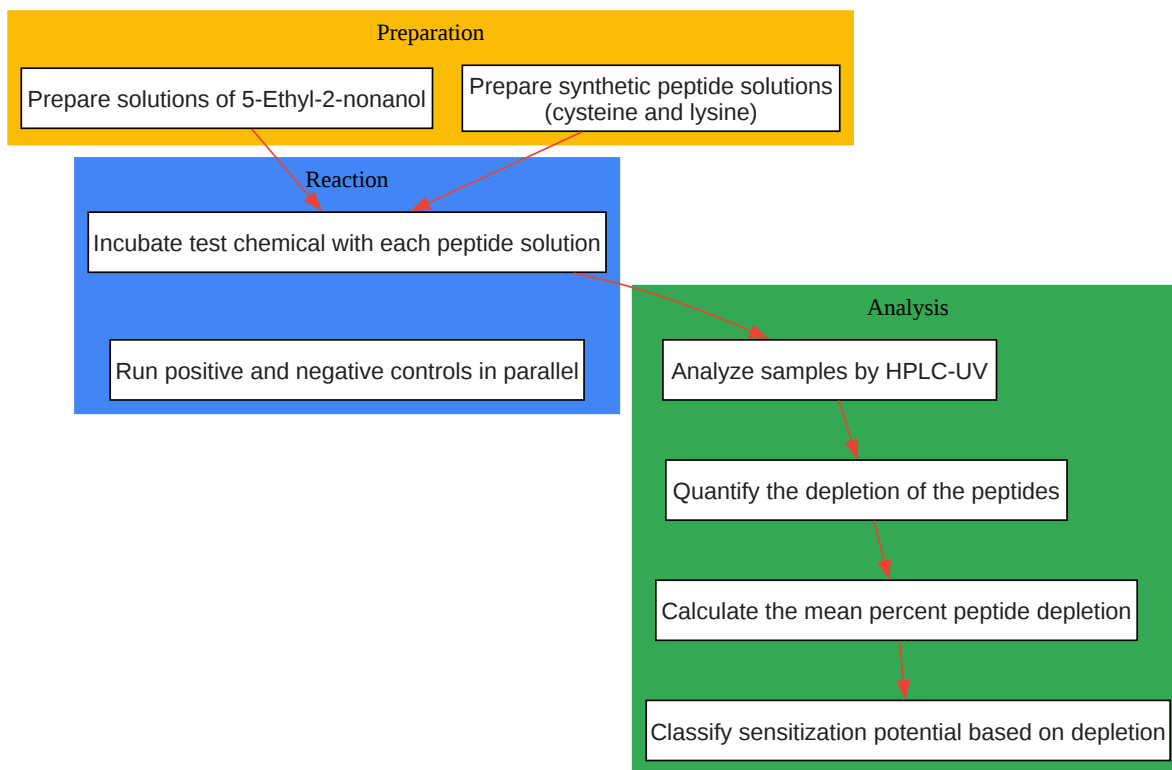 Preparation
Prepare solutions of 5-Ethyl-2-nonanol
Prepare synthetic peptide solutions
(cysteine and lysine)
Reaction
Incubate test chemical with each peptide solution
Run positive and negative controls in parallel
Analysis
Analyze samples by HPLC-UV
Quantify the depletion of the peptides
Calculate the mean percent peptide depletion
Classify sensitization potential based on depletion